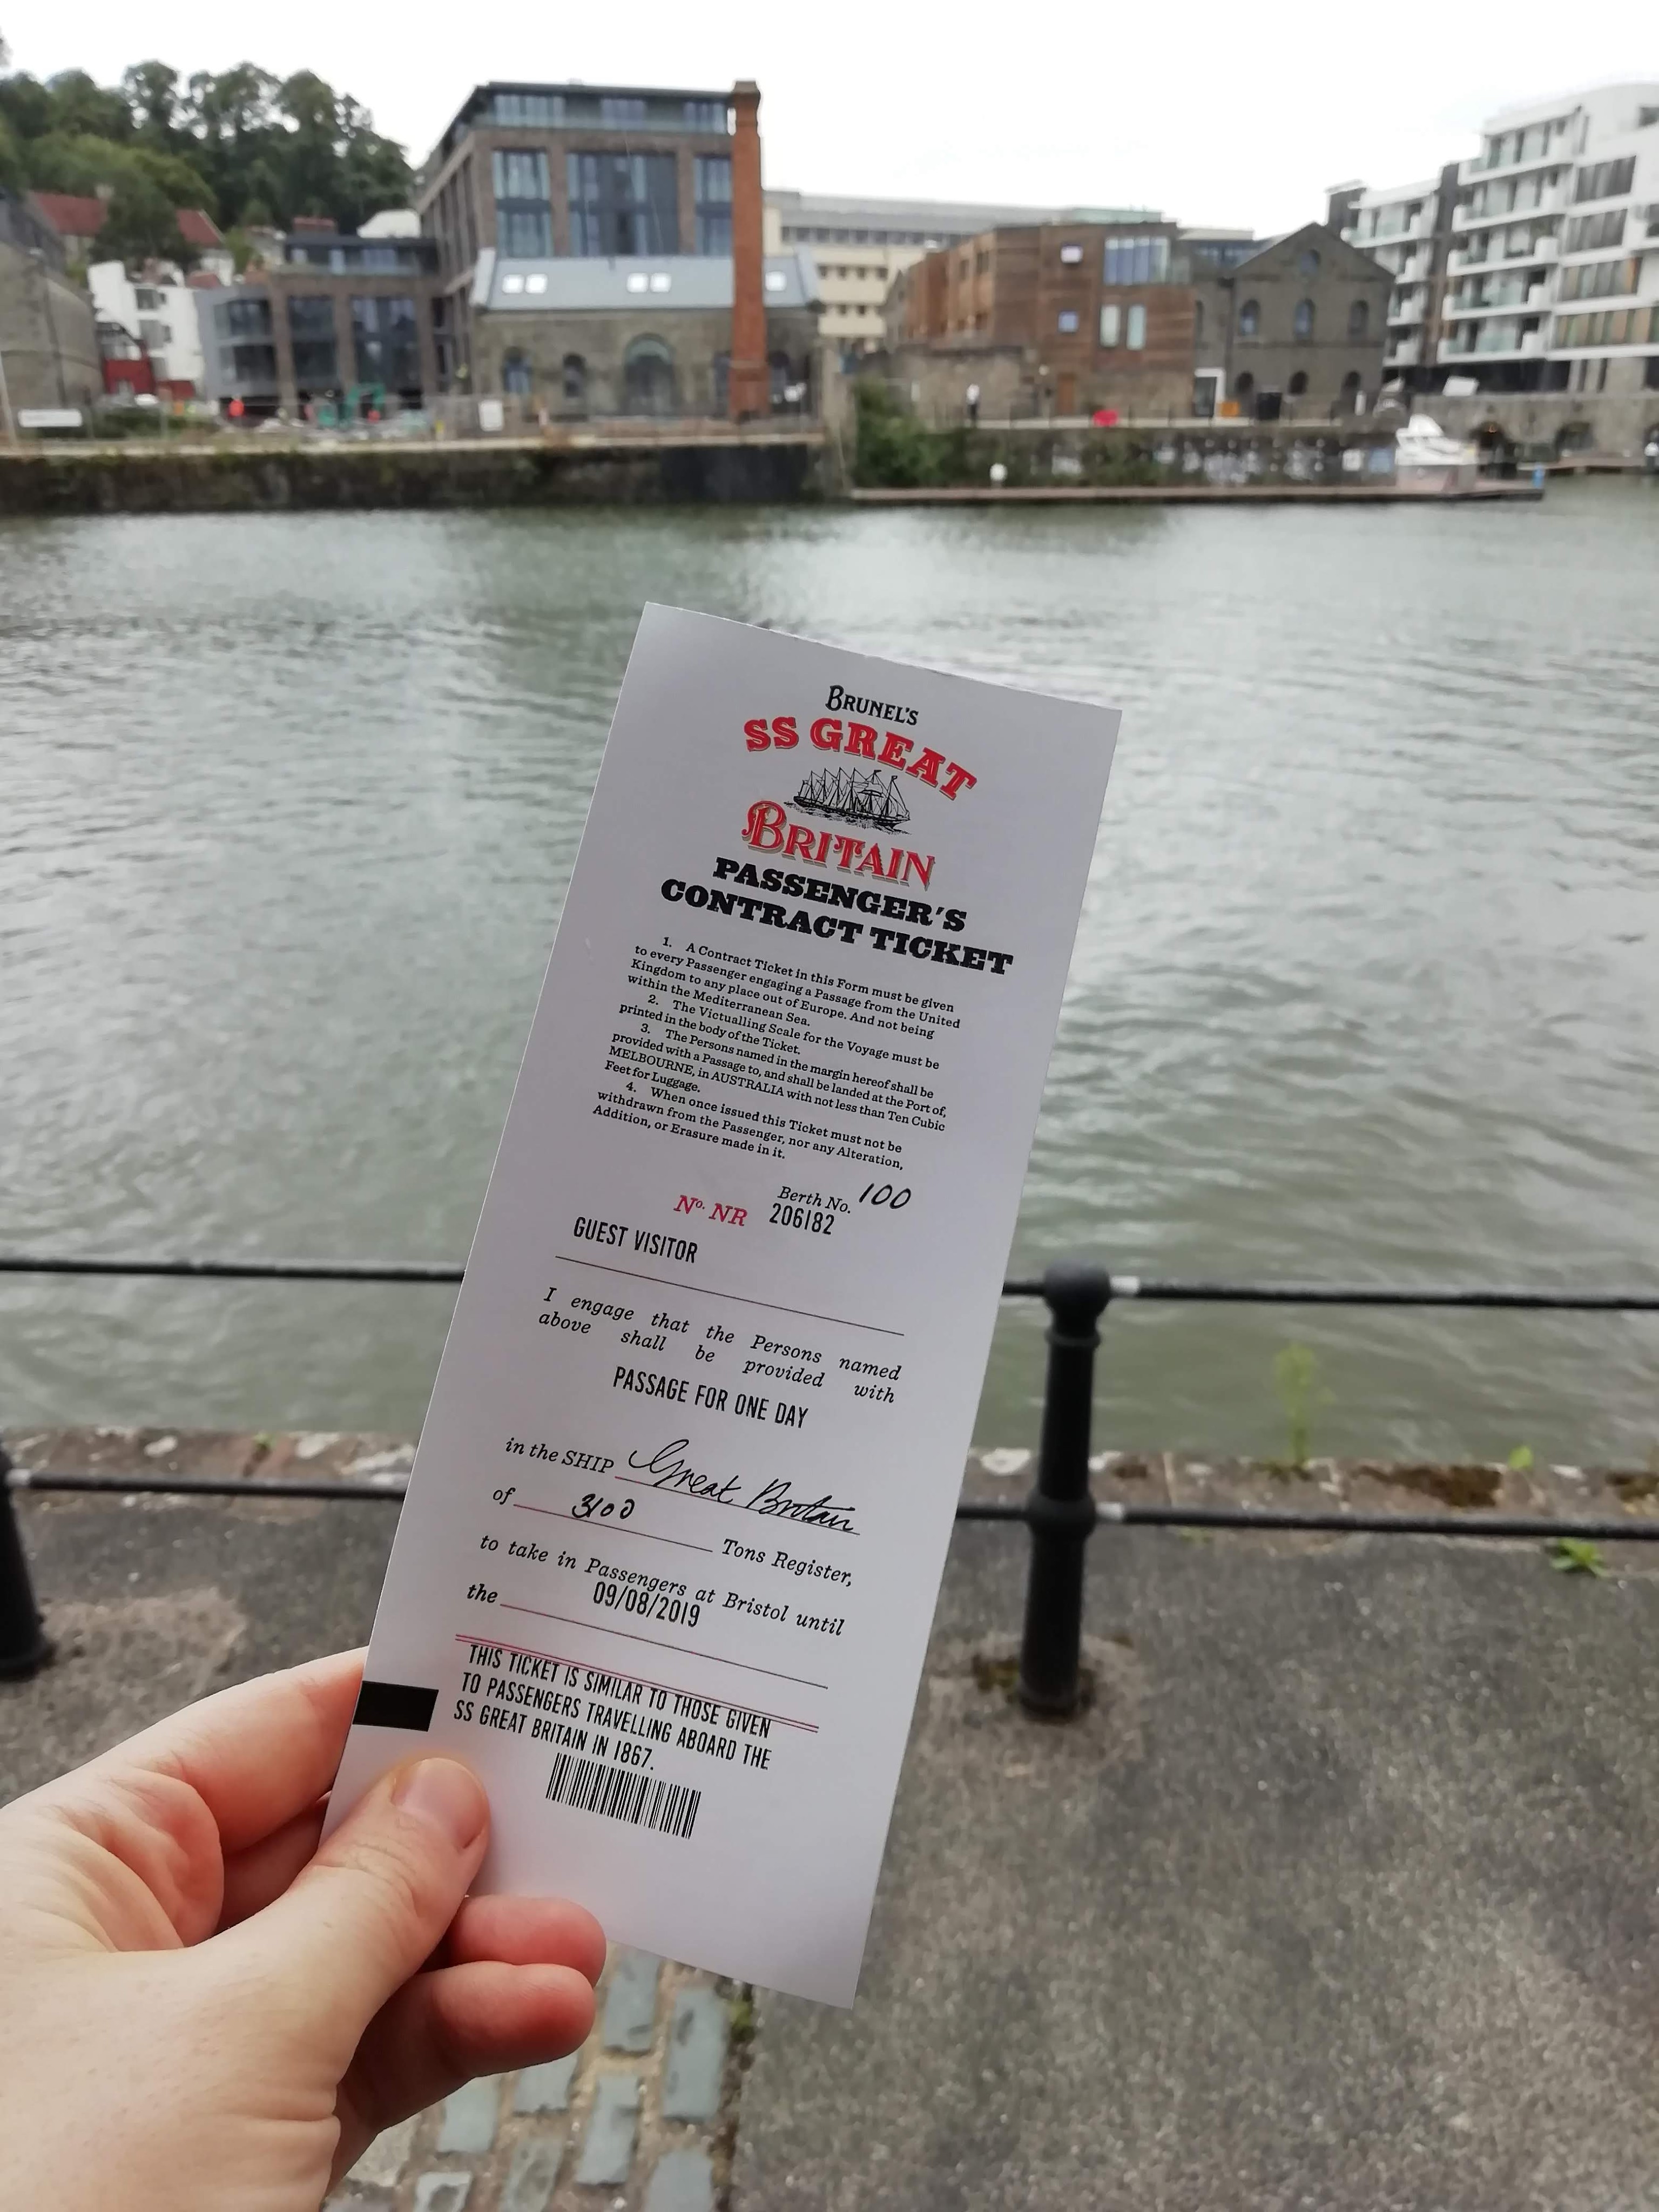 BRUNEL'S
SS GREAT
BRITAIN
PASSENGER'S
CONTRACT TICKET
1. A Contract Ticket in this Form must be given
to every Passenger engaging a Passage from the United
Kingdom to any place out of Europe. And not being
within the Mediterranean Sea.
2. The Victualling Scale for the Voyage must be
printed in the body of the Ticket.
3. The Persons named in the margin hereof shall be
provided with a Passage to, and shall be landed at the Port of,
MELBOURNE, in AUSTRALIA with not less than Ten Cubic
Feet for Luggage.
4. When once issued this Ticket must not be
withdrawn from the Passenger, nor any Alteration,
Addition, or Erasure made in it.
Berth No. 100
No. NR 206182
GUEST VISITOR
I engage that the Persons named
above shall be provided with
PASSAGE FOR ONE DAY
in the SHIP Great Britain
of 3100 Tons Register,
to take in Passengers at Bristol until
the 09/08/2019
THIS TICKET IS SIMILAR TO THOSE GIVEN
TO PASSENGERS TRAVELLING ABOARD THE
SS GREAT BRITAIN IN 1867.